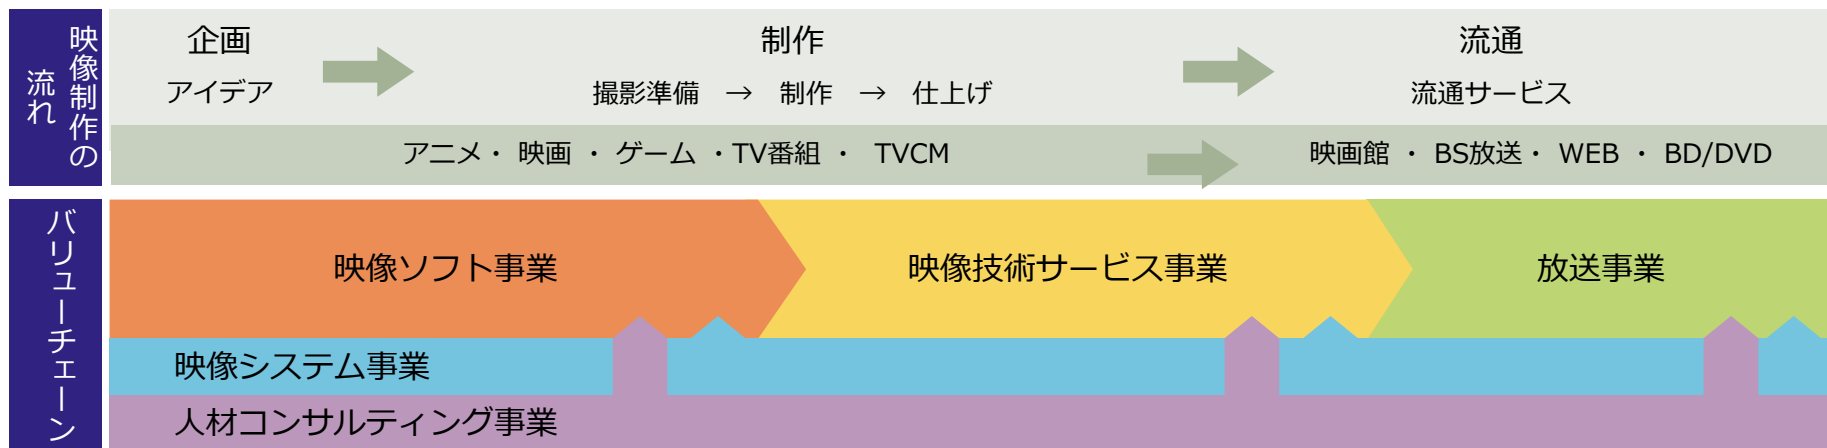 映像制作の
流れ
企画
制作
流通
アイデア
撮影準備 → 制作 → 仕上げ
流通サービス
アニメ・ 映画 ・ ゲーム ・TV番組 ・ TVCM
映画館 ・ BS放送・ WEB ・ BD/DVD
バリューチェーン
映像ソフト事業
映像技術サービス事業
放送事業
映像システム事業
人材コンサルティング事業